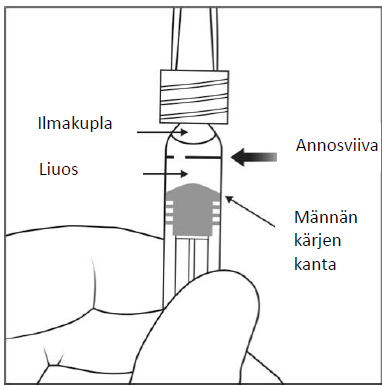 Ilmakupla
Annosviiva
Liuos
Männän
kärjen
kanta